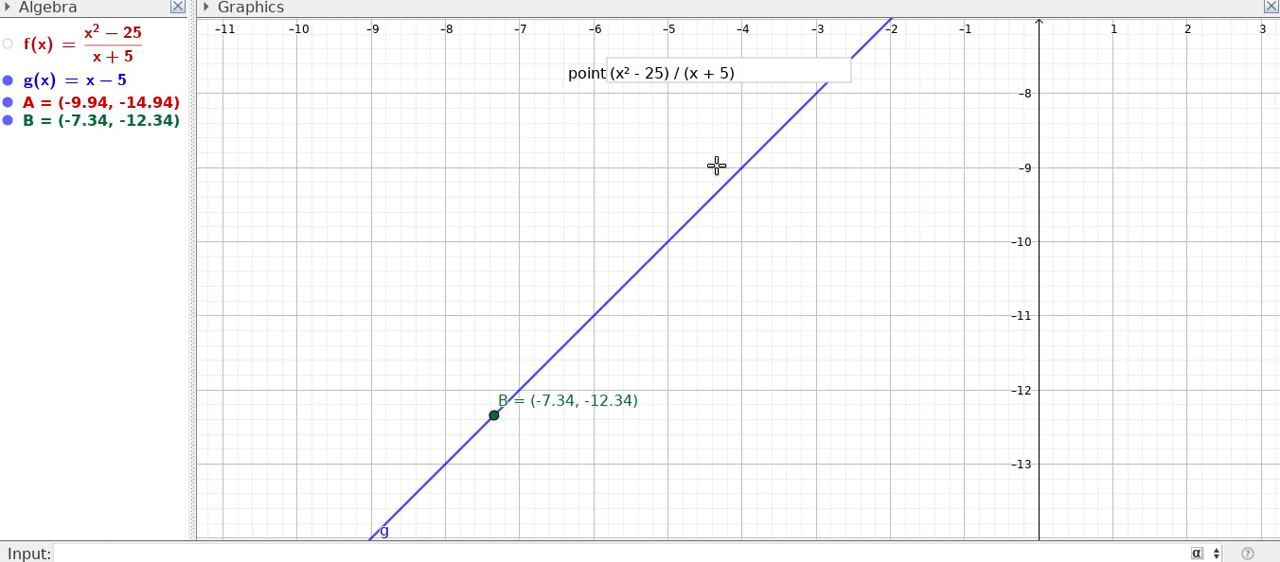 Algebra
Graphics
f(x) = (x² − 25)/(x + 5)
g(x) = x − 5
A = (-9.94, -14.94)
B = (-7.34, -12.34)
-11 -10 -9 -8 -7 -6 -5 -4 -3 -2 -1 1 2 3
point (x² - 25) / (x + 5)
-8
-9
-10
-11
-12
B = (-7.34, -12.34)
-13
g
Input:
α
?